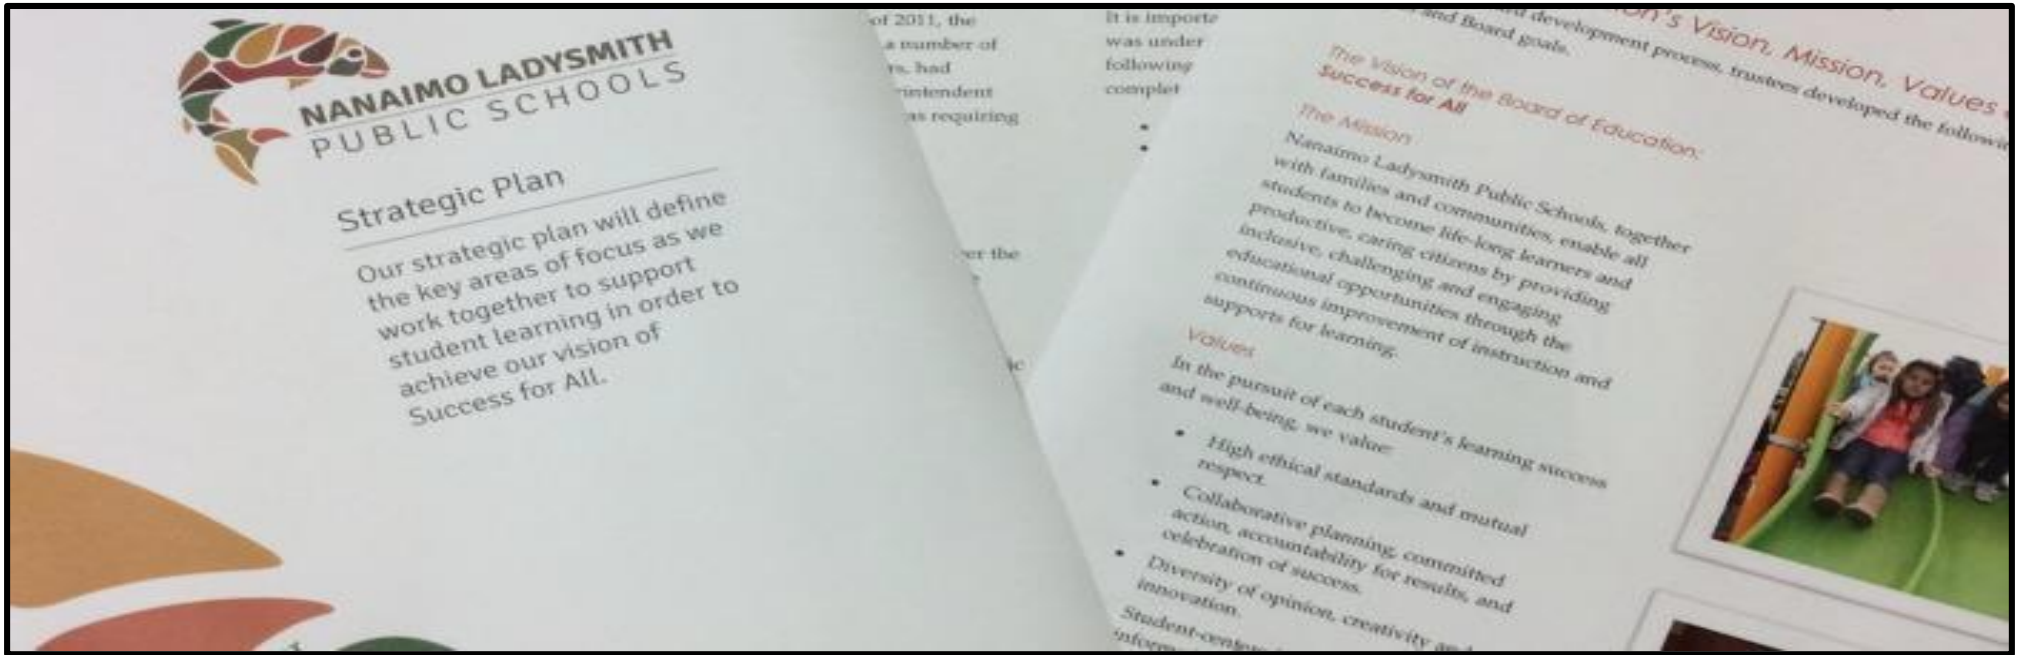 NANAIMO LADYSMITH
PUBLIC SCHOOLS
Strategic Plan
Our strategic plan will define
the key areas of focus as we
work together to support
student learning in order to
achieve our vision of
Success for All.
of 2011, the
a number of
had
as requiring
the
It is
was under
following
's Vision, Mission, Values
development process, trustees developed the
and Board goals.
The Vision of the Board of Education:
Success for All
The Mission
Nanaimo Ladysmith Public Schools, together
with families and communities, enable all
students to become life-long learners and
productive, caring citizens by providing
inclusive, challenging and engaging
educational opportunities through the
continuous improvement of instruction and
supports for learning.
Values
In the pursuit of each student's learning success
and well-being, we value:
• High ethical standards and mutual
respect.
• Collaborative planning, committed
action, accountability for results, and
celebration of success.
• Diversity of opinion, creativity and
innovation.